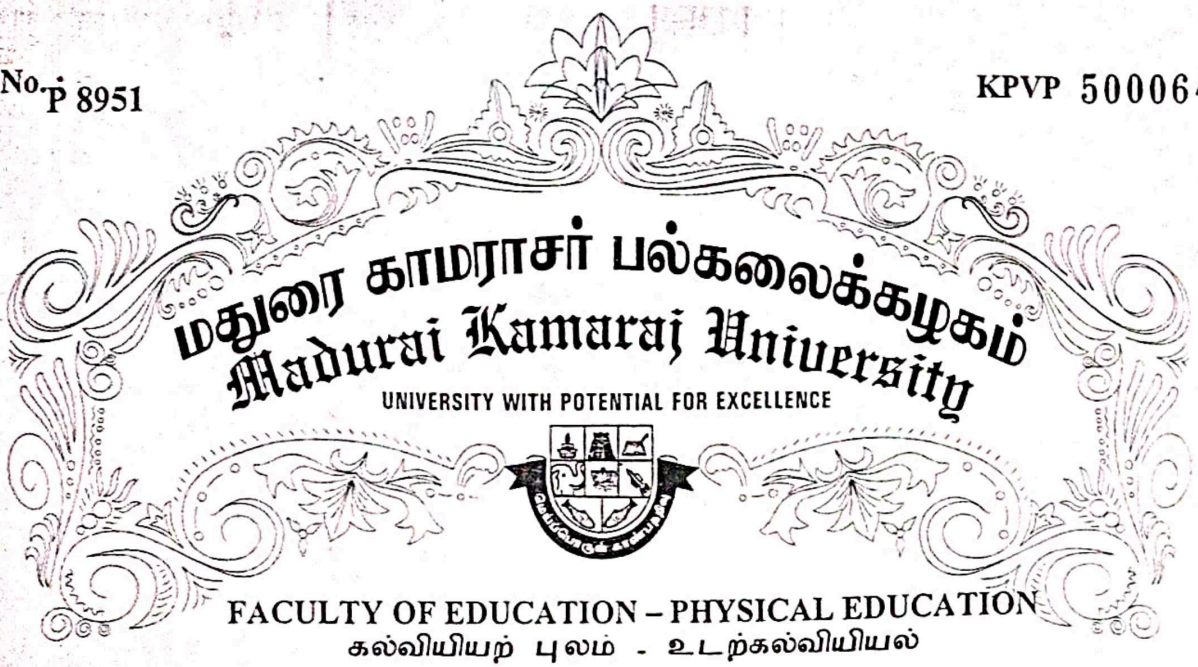 No. P 8951
KPVP 500064
மதுரை காமராசர் பல்கலைக்கழகம்
Madurai Kamaraj University
UNIVERSITY WITH POTENTIAL FOR EXCELLENCE
FACULTY OF EDUCATION – PHYSICAL EDUCATION
கல்வியியற் புலம் - உடற்கல்வியியல்